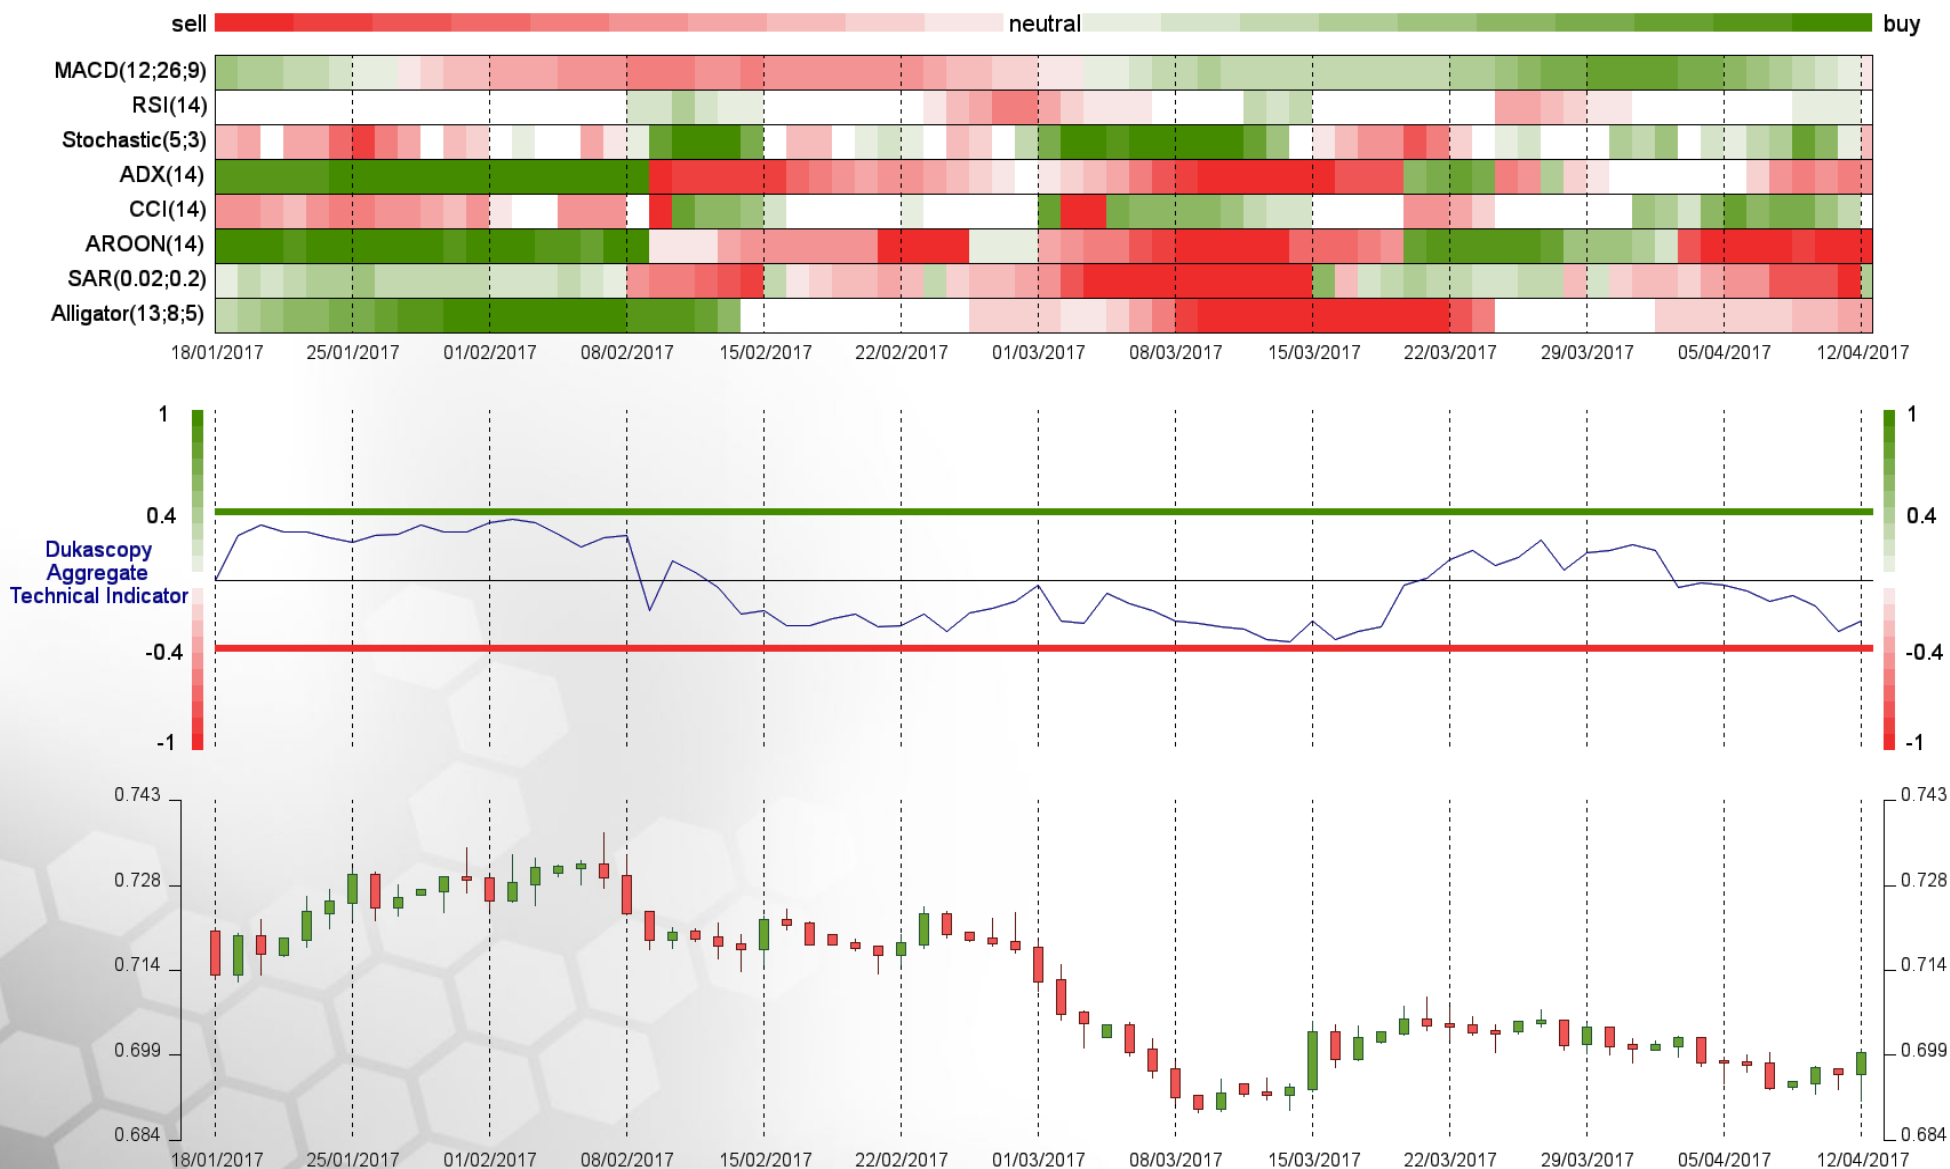 sell neutral buy
MACD(12;26;9)
RSI(14)
Stochastic(5;3)
ADX(14)
CCI(14)
AROON(14)
SAR(0.02;0.2)
Alligator(13;8;5)
18/01/2017 25/01/2017 01/02/2017 08/02/2017 15/02/2017 22/02/2017 01/03/2017 08/03/2017 15/03/2017 22/03/2017 29/03/2017 05/04/2017 12/04/2017
1 1
0.4 0.4
Dukascopy
Aggregate
Technical Indicator
-0.4 -0.4
-1 -1
0.743 0.743
0.728 0.728
0.714 0.714
0.699 0.699
0.684 0.684
18/01/2017 25/01/2017 01/02/2017 08/02/2017 15/02/2017 22/02/2017 01/03/2017 08/03/2017 15/03/2017 22/03/2017 29/03/2017 05/04/2017 12/04/2017